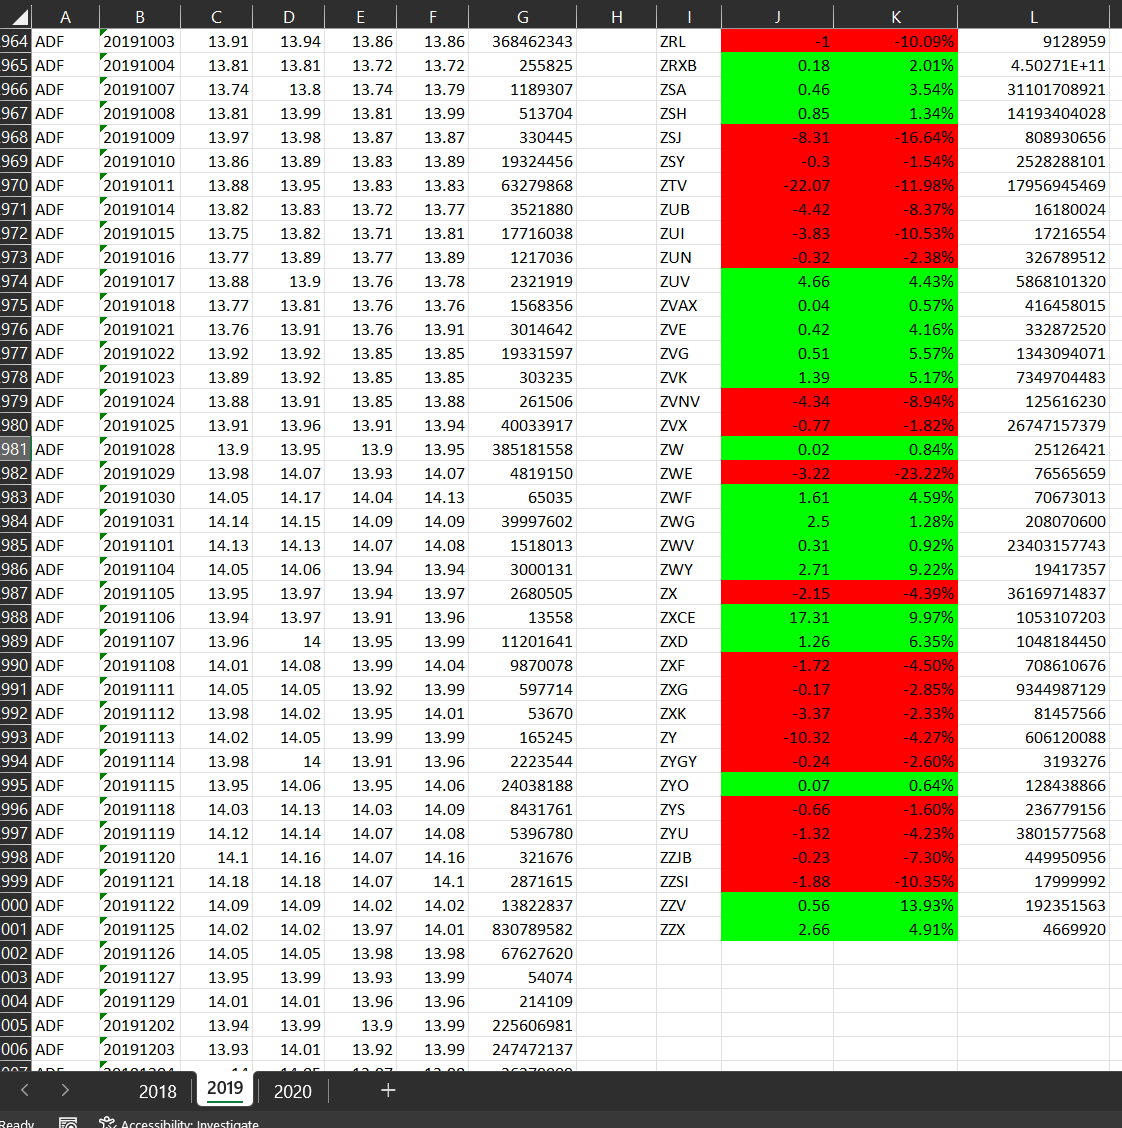 A B C D E F G H I J K L
964 ADF 20191003 13.91 13.94 13.86 13.86 368462343 ZRL -1 -10.09% 9128959
965 ADF 20191004 13.81 13.81 13.72 13.72 255825 ZRXB 0.18 2.01% 4.50271E+11
966 ADF 20191007 13.74 13.8 13.74 13.79 1189307 ZSA 0.46 3.54% 31101708921
967 ADF 20191008 13.81 13.99 13.81 13.99 513704 ZSH 0.85 1.34% 14193404028
968 ADF 20191009 13.97 13.98 13.87 13.87 330445 ZSJ -8.31 -16.64% 808930656
969 ADF 20191010 13.86 13.89 13.83 13.89 19324456 ZSY -0.3 -1.54% 2528288101
970 ADF 20191011 13.88 13.95 13.83 13.83 63279868 ZTV -22.07 -11.98% 17956945469
971 ADF 20191014 13.82 13.83 13.72 13.77 3521880 ZUB -4.42 -8.37% 16180024
972 ADF 20191015 13.75 13.82 13.71 13.81 17716038 ZUI -3.83 -10.53% 17216554
973 ADF 20191016 13.77 13.89 13.77 13.89 1217036 ZUN -0.32 -2.38% 326789512
974 ADF 20191017 13.88 13.9 13.76 13.78 2321919 ZUV 4.66 4.43% 5868101320
975 ADF 20191018 13.77 13.81 13.76 13.76 1568356 ZVAX 0.04 0.57% 416458015
976 ADF 20191021 13.76 13.91 13.76 13.91 3014642 ZVE 0.42 4.16% 332872520
977 ADF 20191022 13.92 13.92 13.85 13.85 19331597 ZVG 0.51 5.57% 1343094071
978 ADF 20191023 13.89 13.92 13.85 13.85 303235 ZVK 1.39 5.17% 7349704483
979 ADF 20191024 13.88 13.91 13.85 13.88 261506 ZVNV -4.34 -8.94% 125616230
980 ADF 20191025 13.91 13.96 13.91 13.94 40033917 ZVX -0.77 -1.82% 26747157379
981 ADF 20191028 13.9 13.95 13.9 13.95 385181558 ZW 0.02 0.84% 25126421
982 ADF 20191029 13.98 14.07 13.93 14.07 4819150 ZWE -3.22 -23.22% 76565659
983 ADF 20191030 14.05 14.17 14.04 14.13 65035 ZWF 1.61 4.59% 70673013
984 ADF 20191031 14.14 14.15 14.09 14.09 39997602 ZWG 2.5 1.28% 208070600
985 ADF 20191101 14.13 14.13 14.07 14.08 1518013 ZWV 0.31 0.92% 23403157743
986 ADF 20191104 14.05 14.06 13.94 13.94 3000131 ZWY 2.71 9.22% 19417357
987 ADF 20191105 13.95 13.97 13.94 13.97 2680505 ZX -2.15 -4.39% 36169714837
988 ADF 20191106 13.94 13.97 13.91 13.96 13558 ZXCE 17.31 9.97% 1053107203
989 ADF 20191107 13.96 14 13.95 13.99 11201641 ZXD 1.26 6.35% 1048184450
990 ADF 20191108 14.01 14.08 13.99 14.04 9870078 ZXF -1.72 -4.50% 708610676
991 ADF 20191111 14.05 14.05 13.92 13.99 597714 ZXG -0.17 -2.85% 9344987129
992 ADF 20191112 13.98 14.02 13.95 14.01 53670 ZXK -3.37 -2.33% 81457566
993 ADF 20191113 14.02 14.05 13.99 13.99 165245 ZY -10.32 -4.27% 606120088
994 ADF 20191114 13.98 14 13.91 13.96 2223544 ZYGY -0.24 -2.60% 3193276
995 ADF 20191115 13.95 14.06 13.95 14.06 24038188 ZYO 0.07 0.64% 128438866
996 ADF 20191118 14.03 14.13 14.03 14.09 8431761 ZYS -0.66 -1.60% 236779156
997 ADF 20191119 14.12 14.14 14.07 14.08 5396780 ZYU -1.32 -4.23% 3801577568
998 ADF 20191120 14.1 14.16 14.07 14.16 321676 ZZJB -0.23 -7.30% 449950956
999 ADF 20191121 14.18 14.18 14.07 14.1 2871615 ZZSI -1.88 -10.35% 17999992
000 ADF 20191122 14.09 14.09 14.02 14.02 13822837 ZZV 0.56 13.93% 192351563
001 ADF 20191125 14.02 14.02 13.97 14.01 830789582 ZZX 2.66 4.91% 4669920
002 ADF 20191126 14.05 14.05 13.98 13.98 67627620
003 ADF 20191127 13.95 13.99 13.93 13.99 54074
004 ADF 20191129 14.01 14.01 13.96 13.96 214109
005 ADF 20191202 13.94 13.99 13.9 13.99 225606981
006 ADF 20191203 13.93 14.01 13.92 13.99 247472137
2018 2019 2020 +
Ready Accessibility: Investigate